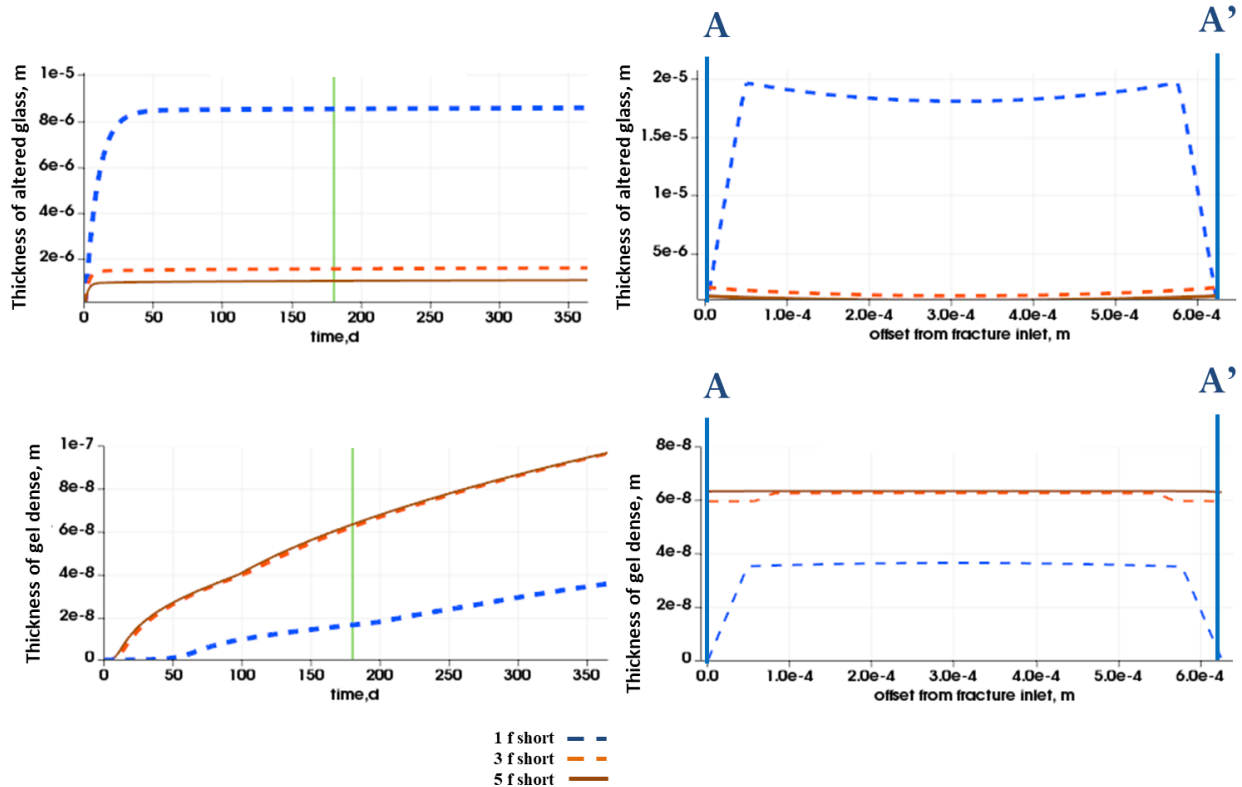 A
A’
Thickness of altered glass, m
1e-5
8e-6
6e-6
4e-6
2e-6
0
50
100
150
200
250
300
350
time,d
Thickness of altered glass, m
2e-5
1.5e-5
1e-5
5e-6
0.0
1.0e-4
2.0e-4
3.0e-4
4.0e-4
5.0e-4
6.0e-4
offset from fracture inlet, m
A
A’
Thickness of gel dense, m
1e-7
8e-8
6e-8
4e-8
2e-8
0
0
50
100
150
200
250
300
350
time,d
Thickness of gel dense, m
8e-8
6e-8
4e-8
2e-8
0
0.0
1.0e-4
2.0e-4
3.0e-4
4.0e-4
5.0e-4
6.0e-4
offset from fracture inlet, m
1 f short
3 f short
5 f short